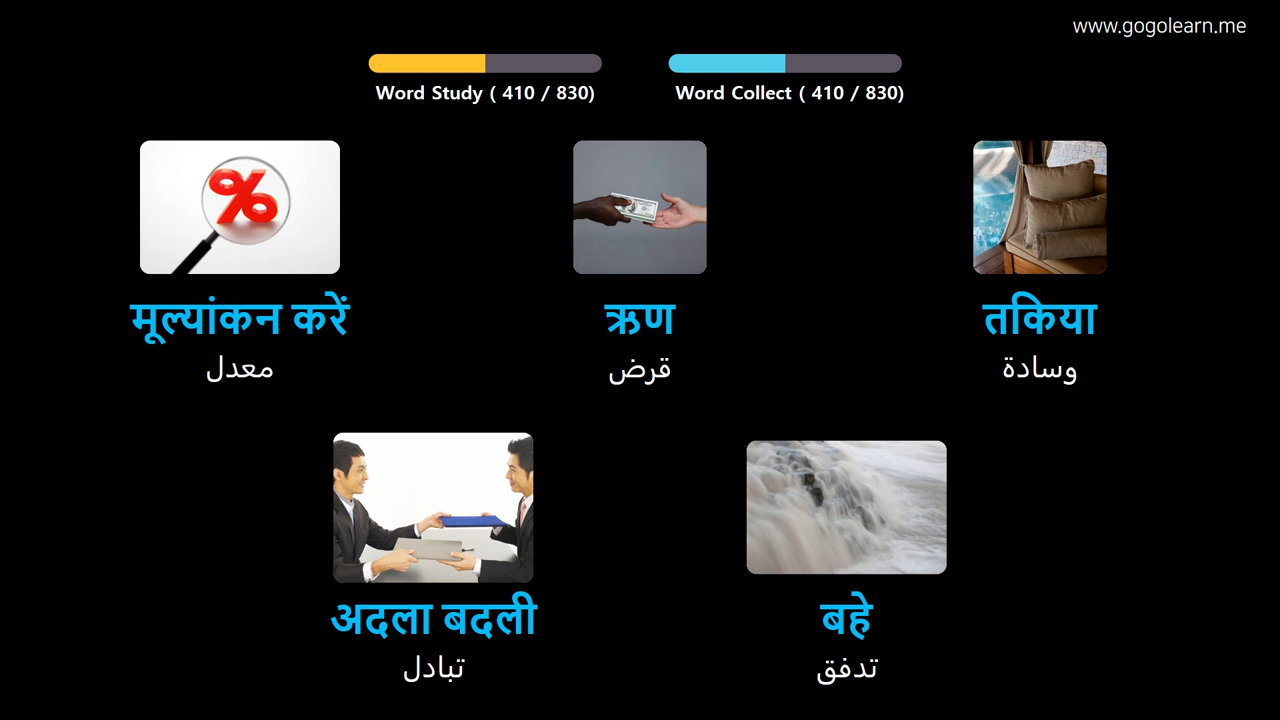 www.gogolearn.me
Word Study ( 410 / 830)
Word Collect ( 410 / 830)
मूल्यांकन करें
معدل
ऋण
قرض
तकिया
وسادة
अदला बदली
تبادل
बहे
تدفق